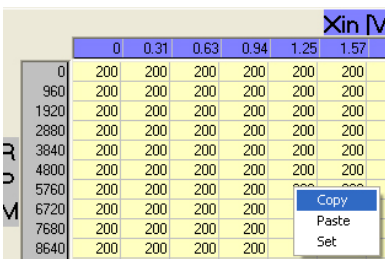 Xin [V
0 0.31 0.63 0.94 1.25 1.57
0 200 200 200 200 200 200
960 200 200 200 200 200 200
1920 200 200 200 200 200 200
2880 200 200 200 200 200 200
3840 200 200 200 200 200 200
4800 200 200 200 200 200 200
5760 200 200 200 200
6720 200 200 200 200
7680 200 200 200 200
8640 200 200 200 200
R
P
M
Copy
Paste
Set